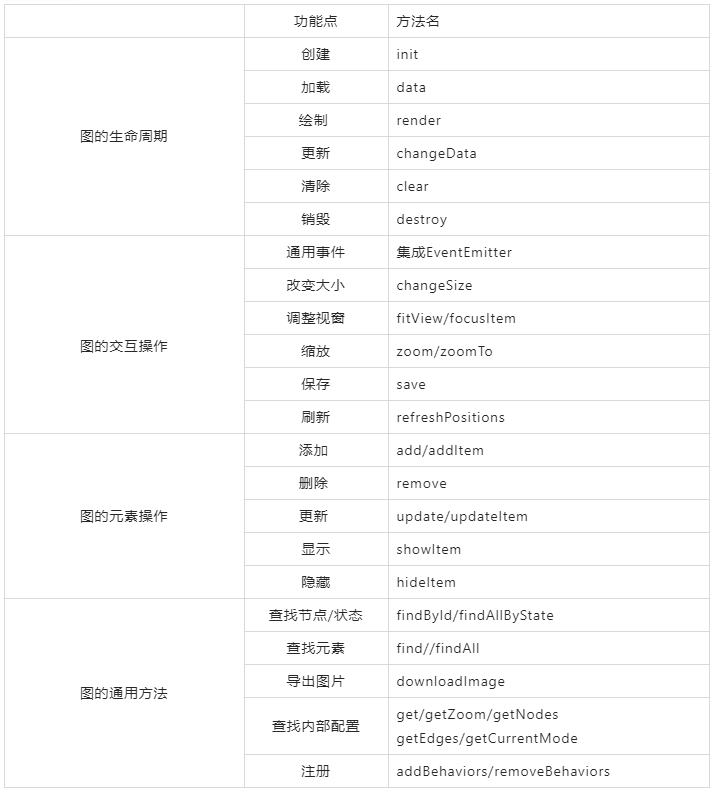 功能点 方法名
图的生命周期
创建 init
加载 data
绘制 render
更新 changeData
清除 clear
销毁 destroy
图的交互操作
通用事件 集成EventEmitter
改变大小 changeSize
调整视窗 fitView/focusItem
缩放 zoom/zoomTo
保存 save
刷新 refreshPositions
图的元素操作
添加 add/addItem
删除 remove
更新 update/updateItem
显示 showItem
隐藏 hideItem
图的通用方法
查找节点/状态 findById/findAllByState
查找元素 find//findAll
导出图片 downloadImage
查找内部配置 get/getZoom/getNodes
getEdges/getCurrentMode
注册 addBehaviors/removeBehaviors